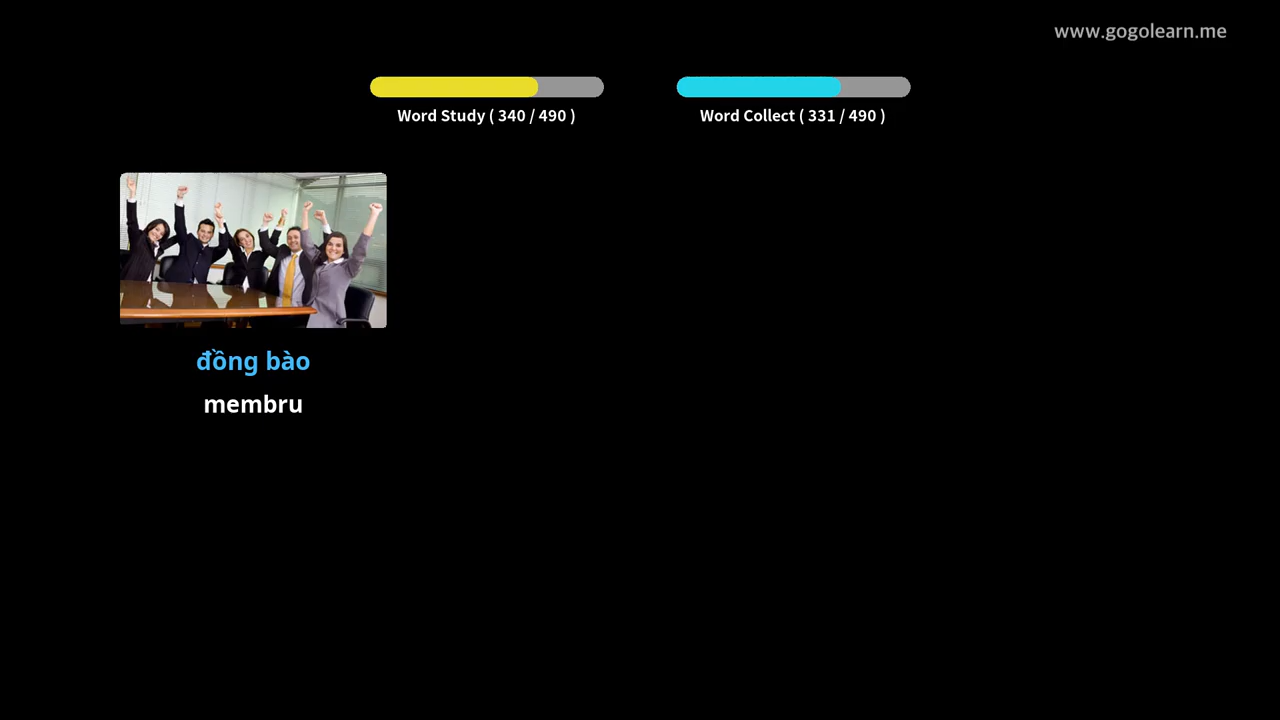 www.gogolearn.me
Word Study ( 340 / 490 )
Word Collect ( 331 / 490 )
đồng bào
membru